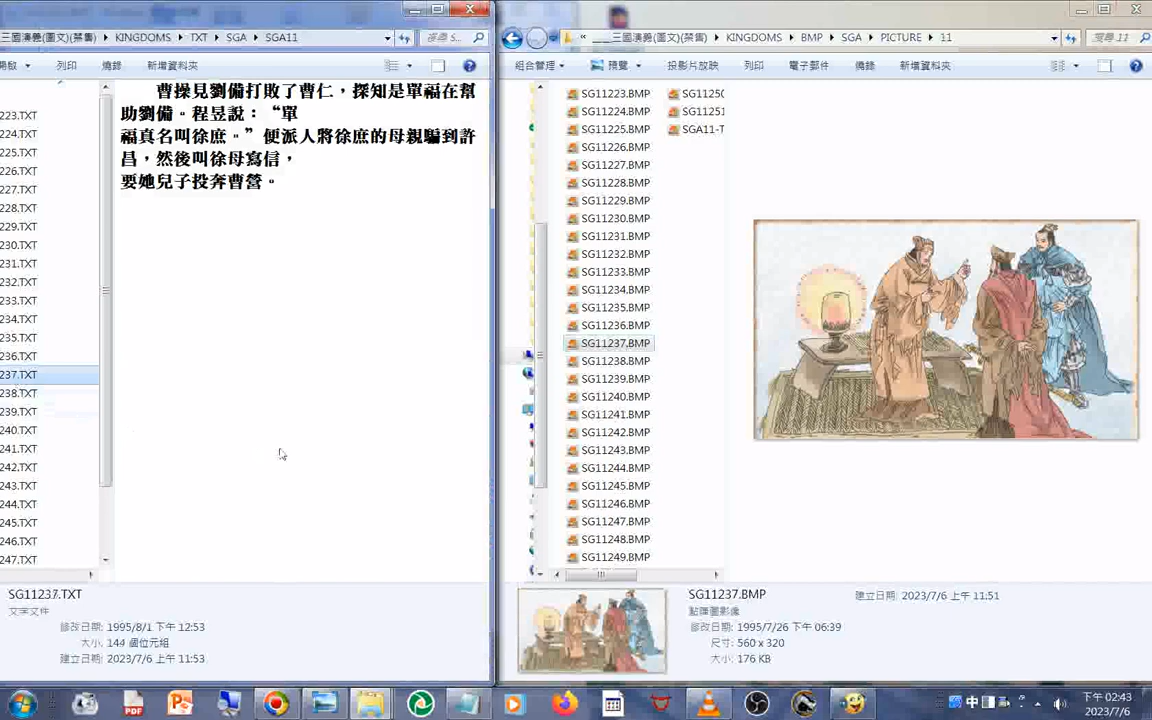 三國演義(圖文)(禁售) ▸ KINGDOMS ▸ TXT ▸ SGA ▸ SGA11
列印 燒錄 新增資料夾
223.TXT
224.TXT
225.TXT
226.TXT
227.TXT
228.TXT
229.TXT
230.TXT
231.TXT
232.TXT
233.TXT
234.TXT
235.TXT
236.TXT
237.TXT
238.TXT
239.TXT
240.TXT
241.TXT
242.TXT
243.TXT
244.TXT
245.TXT
246.TXT
247.TXT
曹操見劉備打敗了曹仁，探知是單福在幫
助劉備。程昱說：“單
福真名叫徐庶。”便派人將徐庶的母親騙到許
昌，然後叫徐母寫信，
要她兒子投奔曹營。
SG11237.TXT
文字文件
修改日期: 1995/8/1 下午 12:53
大小: 144 個位元組
建立日期: 2023/7/6 上午 11:53
三國演義(圖文)(禁售) ▸ KINGDOMS ▸ BMP ▸ SGA ▸ PICTURE ▸ 11
搜尋 11
組合管理 預覽 投影片放映 列印 電子郵件 燒錄 新增資料夾
SG11223.BMP
SG11224.BMP
SG11225.BMP
SG11226.BMP
SG11227.BMP
SG11228.BMP
SG11229.BMP
SG11230.BMP
SG11231.BMP
SG11232.BMP
SG11233.BMP
SG11234.BMP
SG11235.BMP
SG11236.BMP
SG11237.BMP
SG11238.BMP
SG11239.BMP
SG11240.BMP
SG11241.BMP
SG11242.BMP
SG11243.BMP
SG11244.BMP
SG11245.BMP
SG11246.BMP
SG11247.BMP
SG11248.BMP
SG11249.BMP
SG11250
SG11251
SGA11-T
SG11237.BMP
點陣圖影像
建立日期: 2023/7/6 上午 11:51
修改日期: 1995/7/26 下午 06:39
尺寸: 560 x 320
大小: 176 KB
PDF
中
下午 02:43
2023/7/6